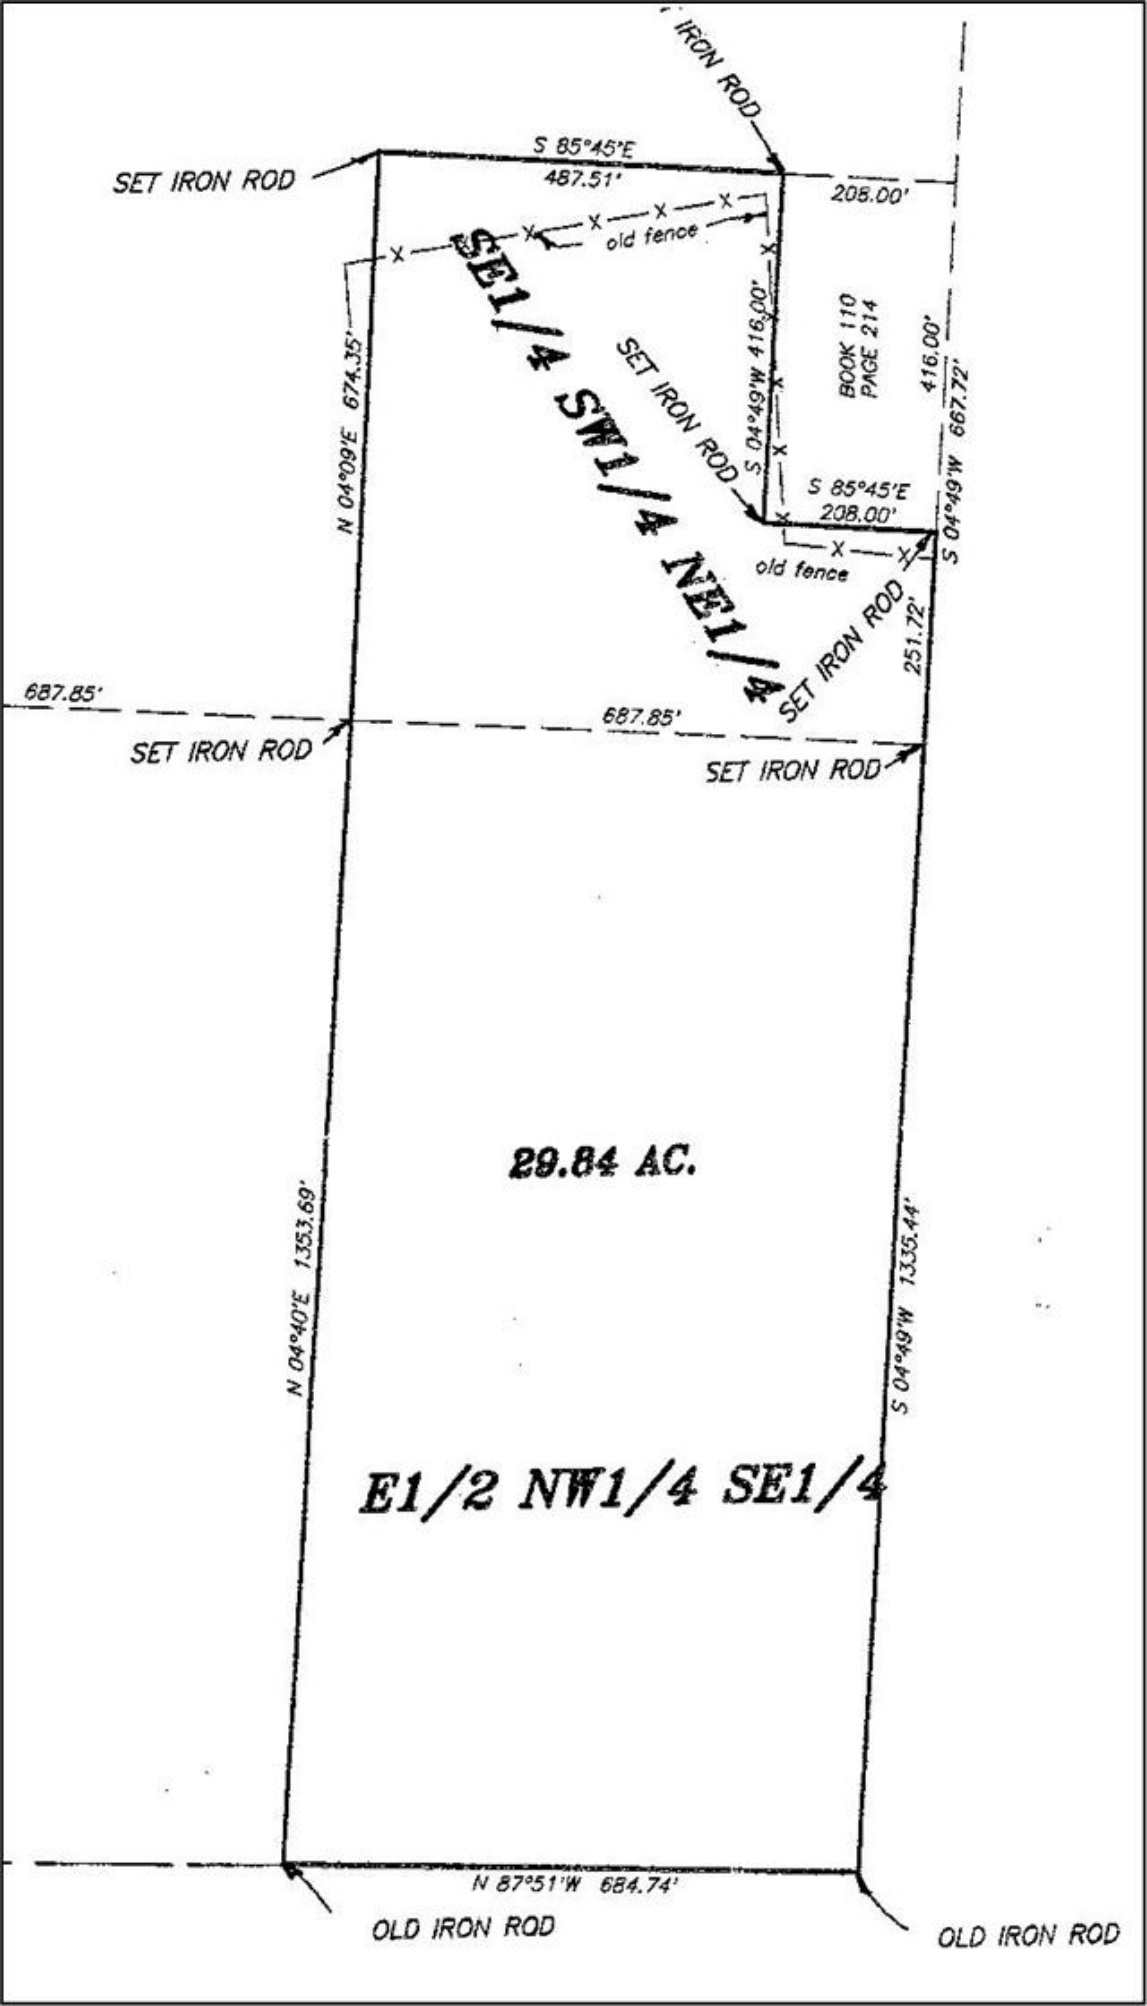 IRON ROD
S 85°45'E
SET IRON ROD
487.51'
208.00'
old fence
SE1/4 SW1/4 NE1/4
N 04°09'E 674.35'
S 04°49'W 416.00'
BOOK 110
PAGE 214
416.00'
S 04°49'W 667.72'
SET IRON ROD
S 85°45'E
208.00'
old fence
SET IRON ROD
251.72'
687.85'
687.85'
SET IRON ROD
SET IRON ROD
29.84 AC.
N 04°40'E 1353.69'
S 04°49'W 1335.44'
E1/2 NW1/4 SE1/4
N 87°51'W 684.74'
OLD IRON ROD
OLD IRON ROD